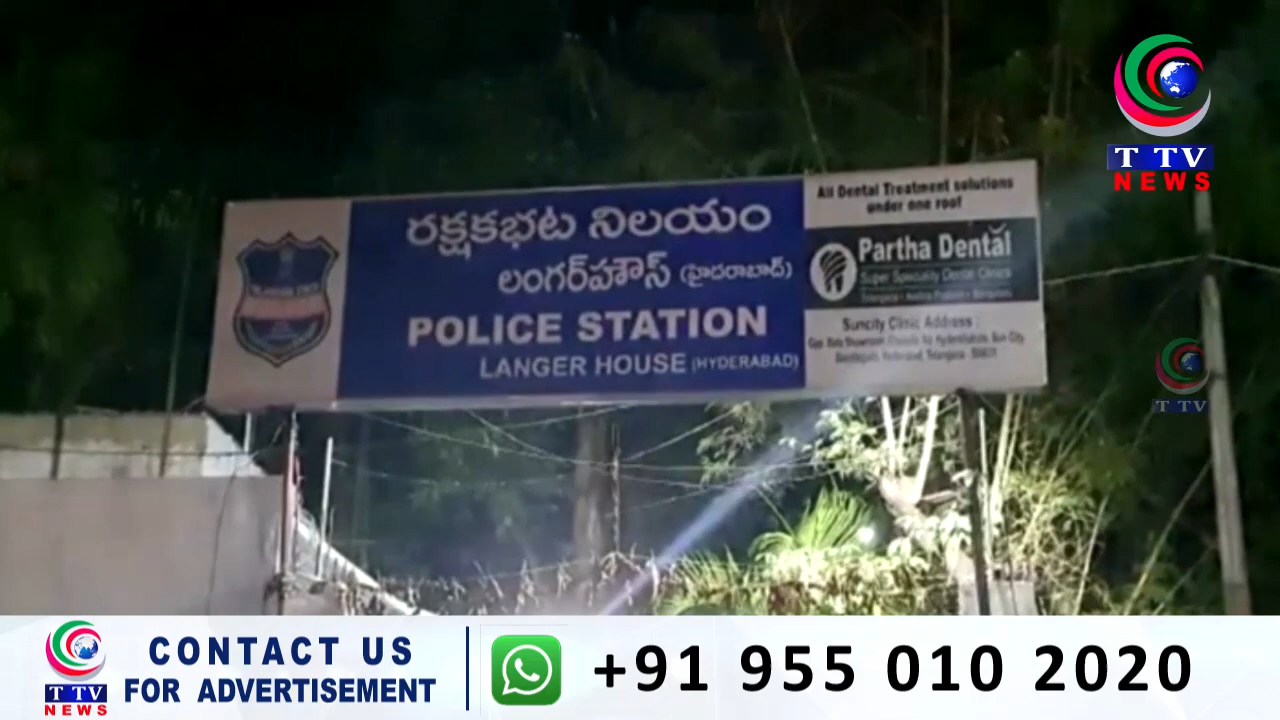 T TV
NEWS
రక్షకభట నిలయం
లంగర్‌హౌస్ (హైదరాబాద్)
POLICE STATION
LANGER HOUSE (HYDERABAD)
All Dental Treatment solutions
under one roof
Partha Dental
Super Speciality Dental Clinics
Suncity Clinic Address :
T TV
T TV
NEWS
CONTACT US
FOR ADVERTISEMENT
+91 955 010 2020